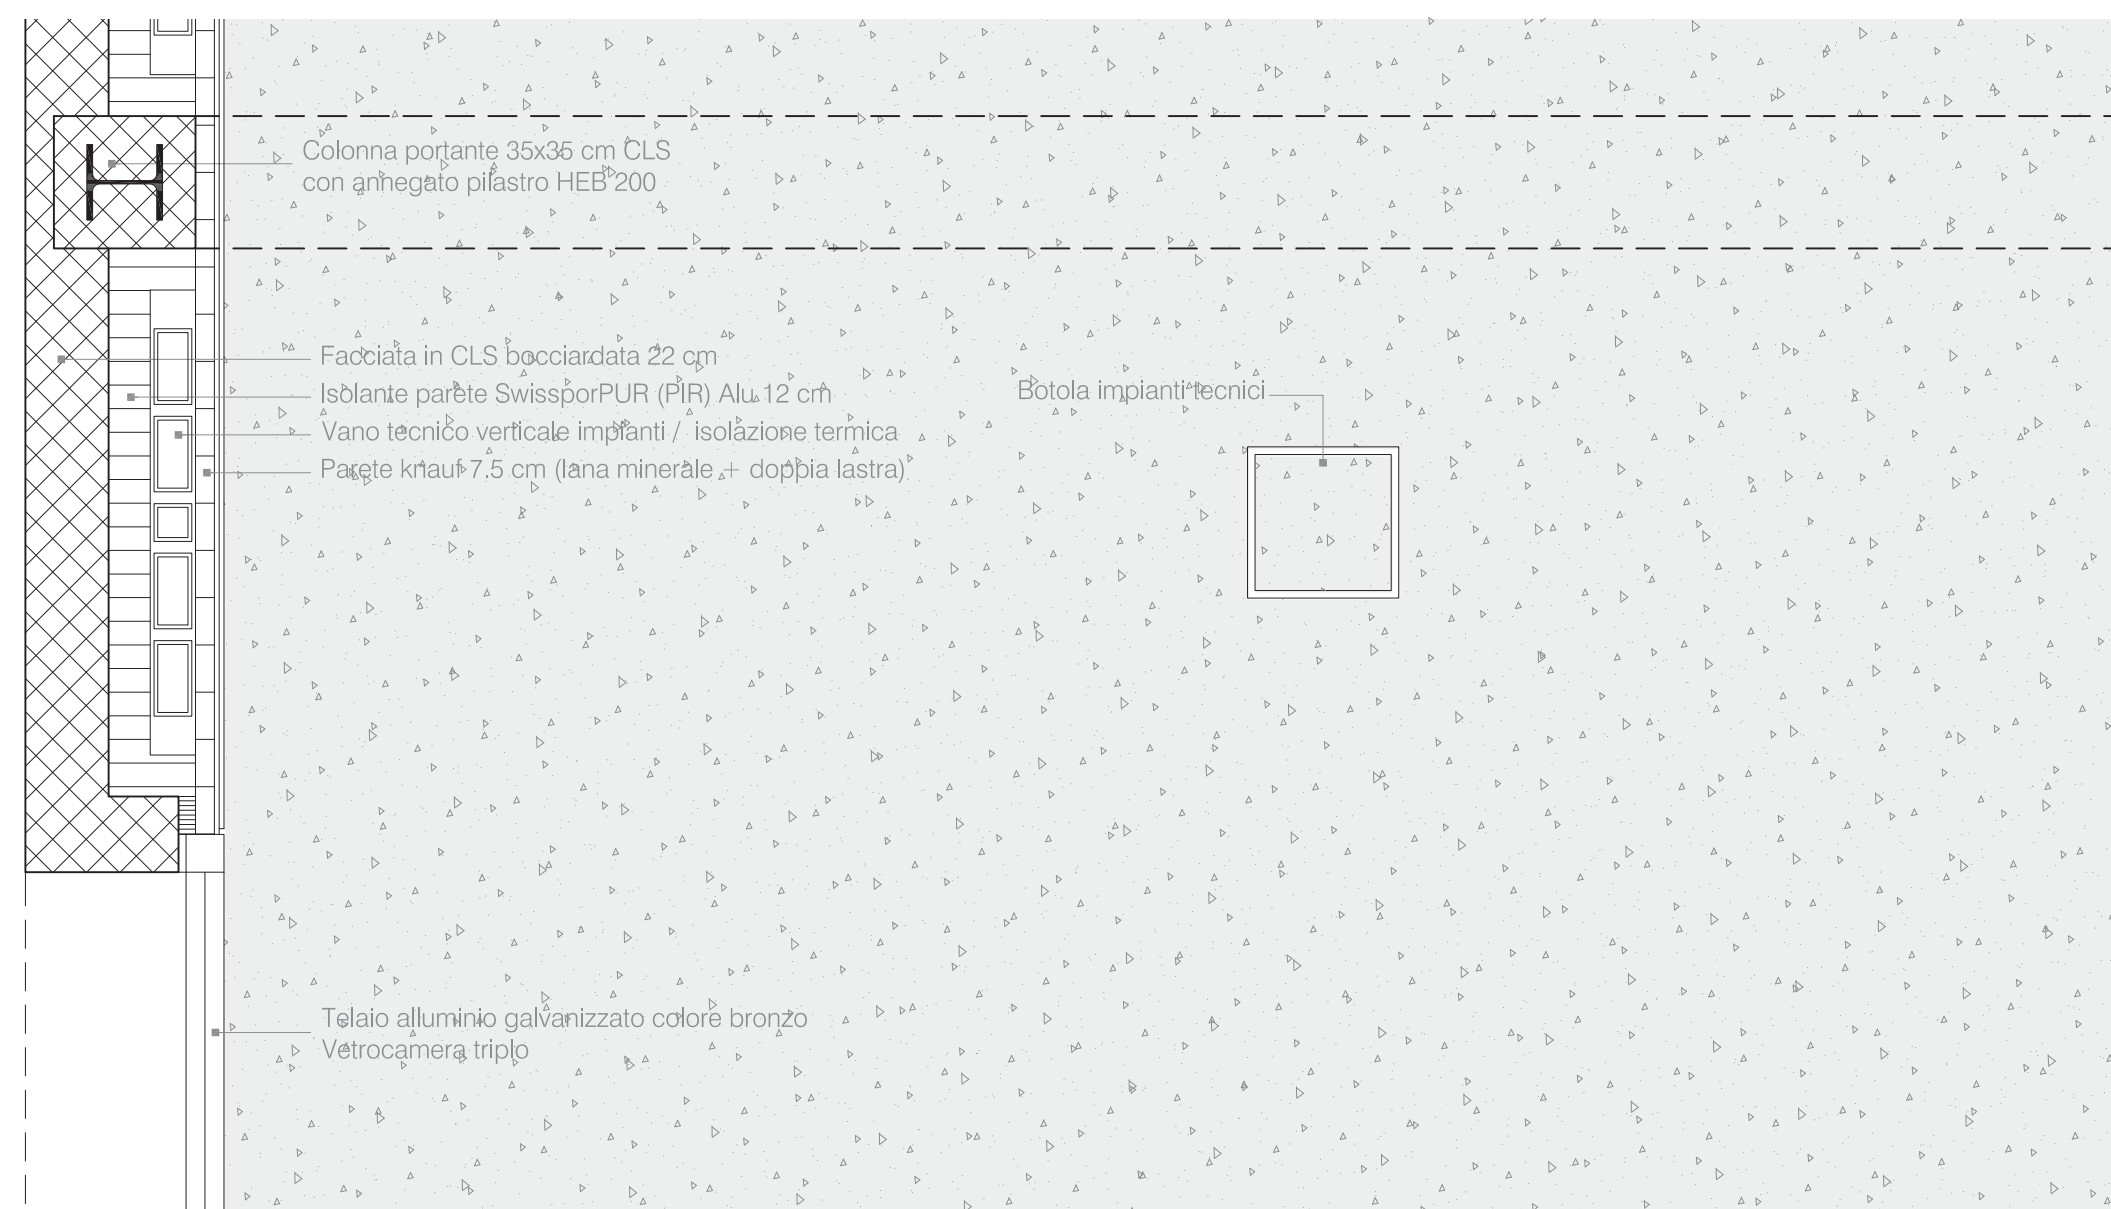 Colonna portante 35x35 cm CLS
con annegato pilastro HEB 200
Facciata in CLS bocciardata 22 cm
Isolante parete SwissporPUR (PIR) Alu 12 cm
Vano tecnico verticale impianti / isolazione termica
Parete knauf 7.5 cm (lana minerale + doppia lastra)
Botola impianti tecnici
Telaio alluminio galvanizzato colore bronzo
Vetrocamera triplo